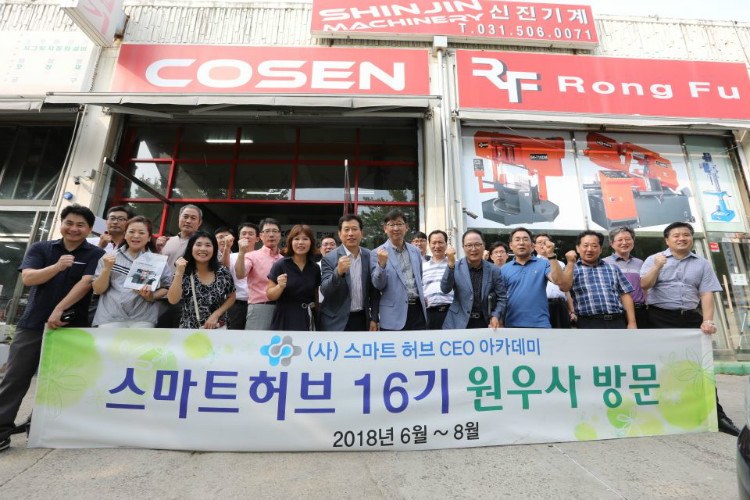 SHINJIN 신진기계
MACHINERY
T.031.506.0071
COSEN
RF Rong Fu
(사) 스마트 허브 CEO 아카데미
스마트허브 16기 원우사 방문
2018년 6월 ~ 8월